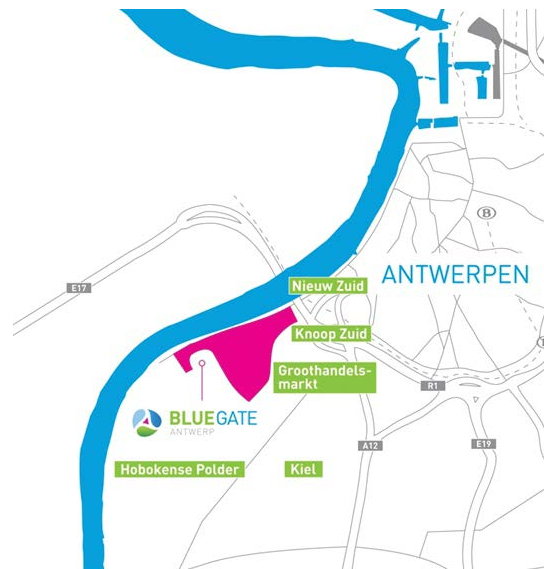 B
ANTWERPEN
Nieuw Zuid
E17
Knoop Zuid
Groothandels-
markt
R1
BLUEGATE
ANTWERP
A12
E19
Hobokense Polder
Kiel